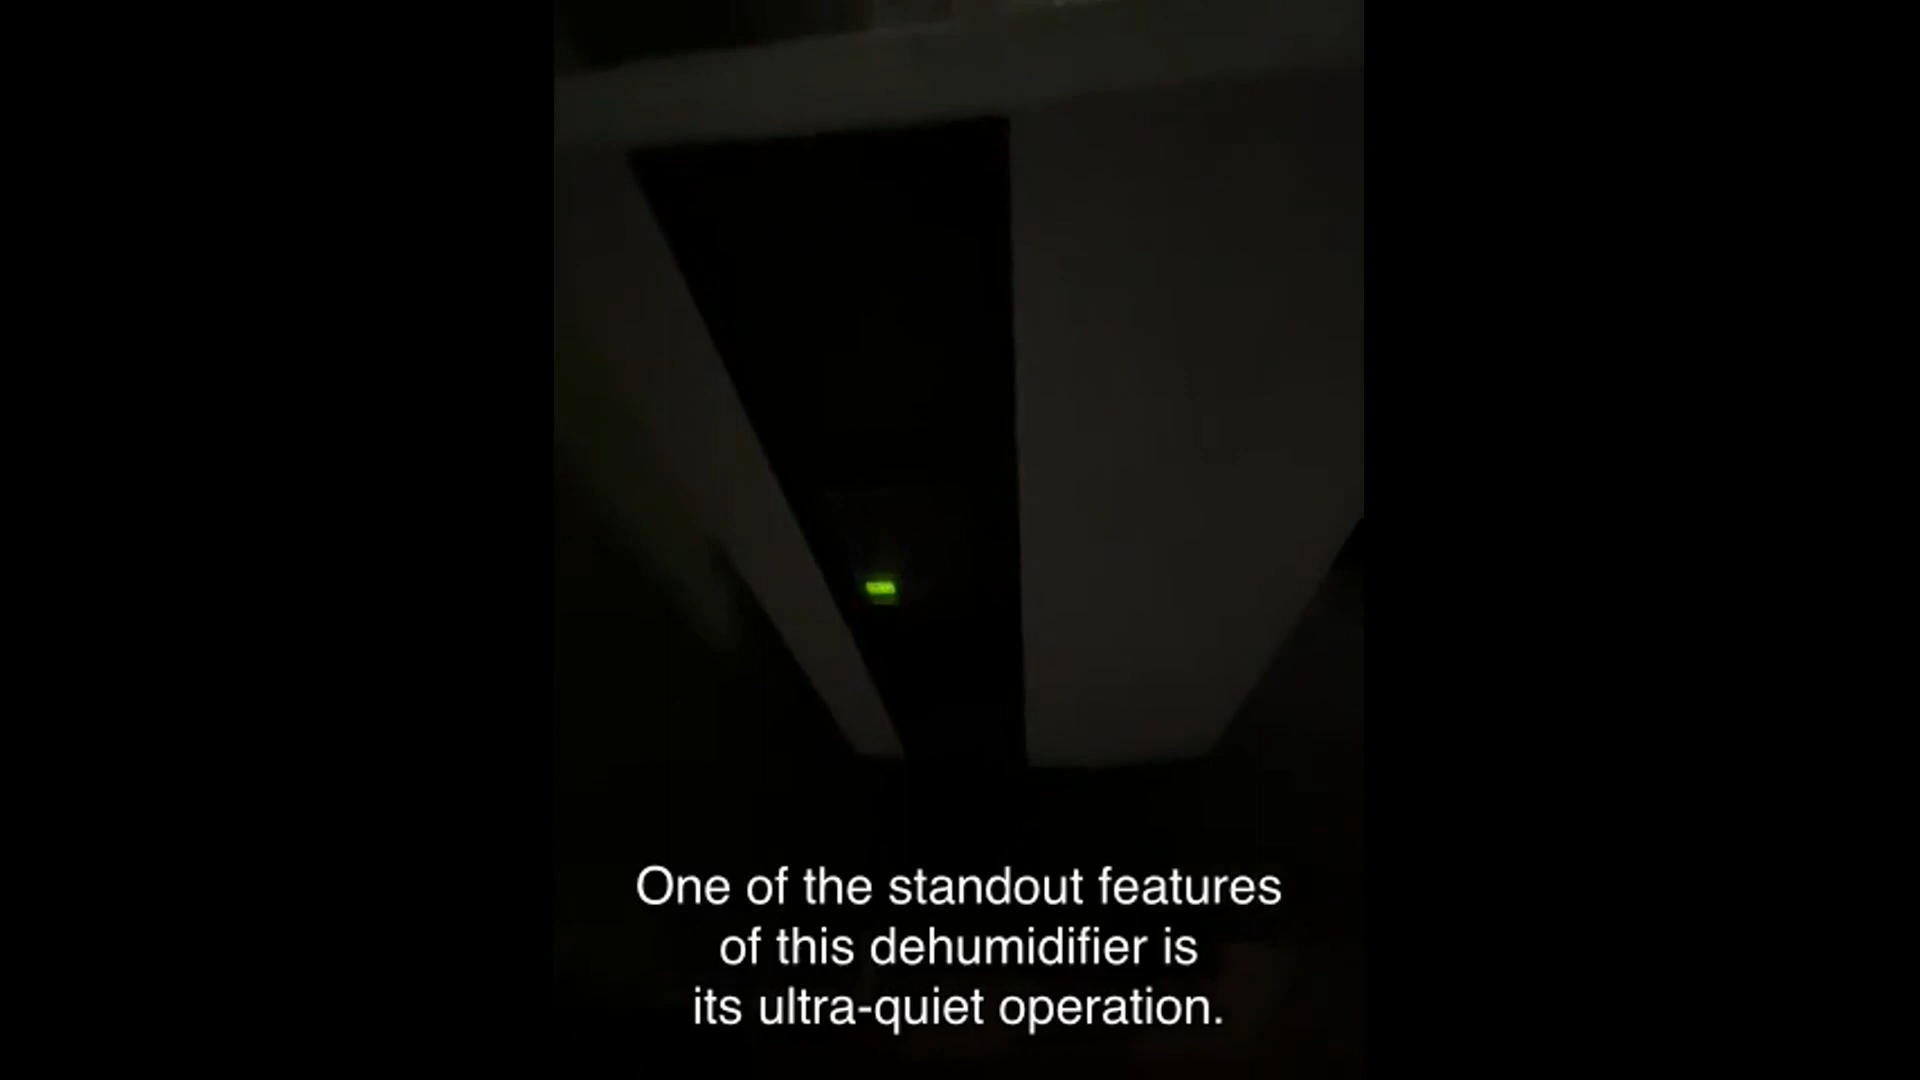 One of the standout features
of this dehumidifier is
its ultra-quiet operation.